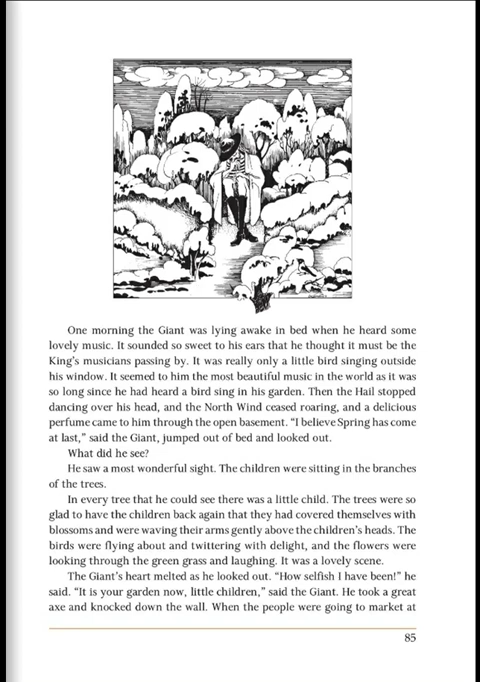 One morning the Giant was lying awake in bed when he heard some
lovely music. It sounded so sweet to his ears that he thought it must be the
King's musicians passing by. It was really only a little bird singing outside
his window. It seemed to him the most beautiful music in the world as it was
so long since he had heard a bird sing in his garden. Then the Hail stopped
dancing over his head, and the North Wind ceased roaring, and a delicious
perfume came to him through the open basement. “I believe Spring has come
at last,” said the Giant, jumped out of bed and looked out.
What did he see?
He saw a most wonderful sight. The children were sitting in the branches
of the trees.
In every tree that he could see there was a little child. The trees were so
glad to have the children back again that they had covered themselves with
blossoms and were waving their arms gently above the children's heads. The
birds were flying about and twittering with delight, and the flowers were
looking through the green grass and laughing. It was a lovely scene.
The Giant's heart melted as he looked out. “How selfish I have been!” he
said. “It is your garden now, little children,” said the Giant. He took a great
axe and knocked down the wall. When the people were going to market at
85